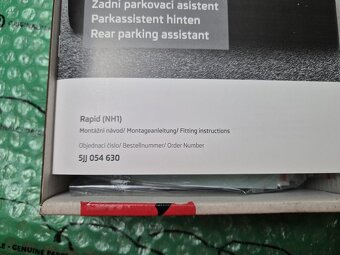 Zadní parkovací asistent
Parkassistent hinten
Rear parking assistant
Rapid (NH1)
Montážní návod/ Montageanleitung/ Fitting instructions
Objednací číslo/ Bestellnummer/ Order Number
5JJ 054 630
GENUINE